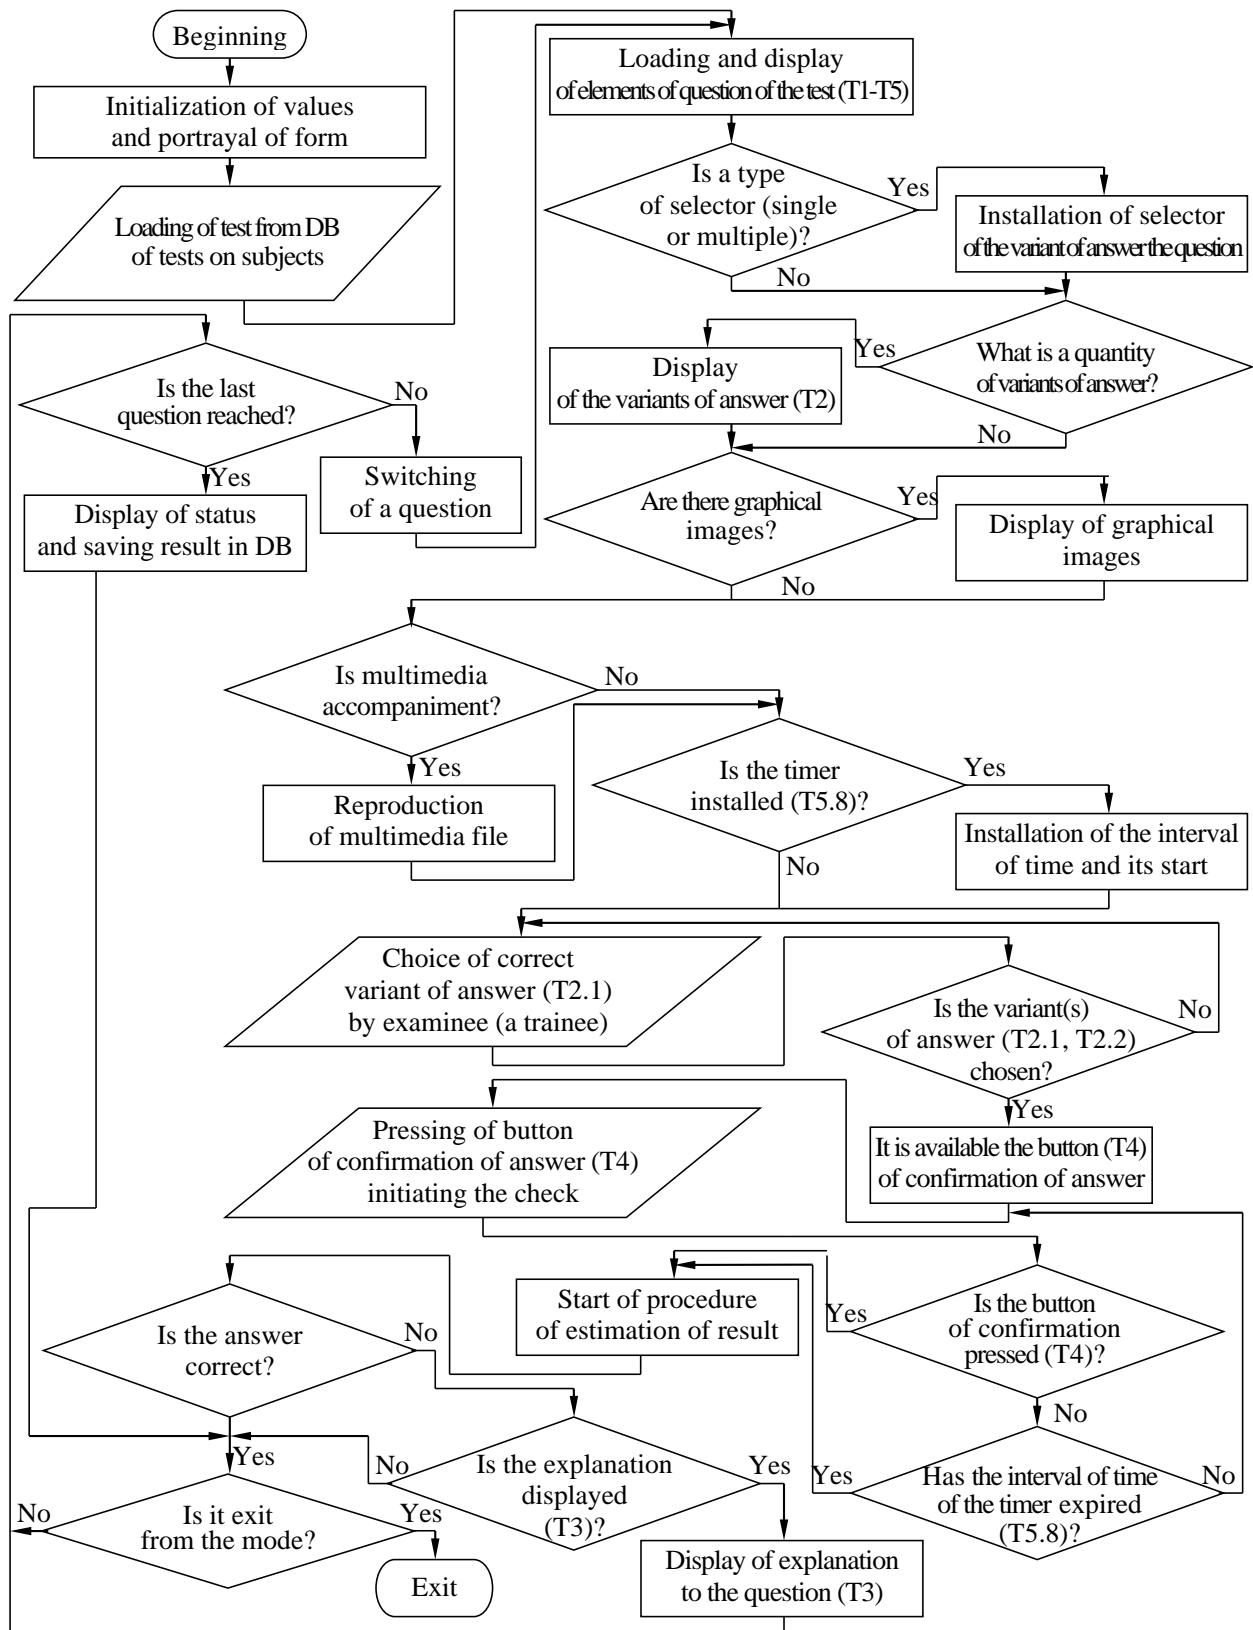 Beginning
Initialization of values
and portrayal of form
Loading of test from DB
of tests on subjects
Loading and display
of elements of question of the test (T1-T5)
Is a type
of selector (single
or multiple)?
Yes
No
Installation of selector
of the variant of answer the question
What is a quantity
of variants of answer?
Yes
No
Display
of the variants of answer (T2)
Is the last
question reached?
No
Yes
Switching
of a question
Display of status
and saving result in DB
Are there graphical
images?
Yes
No
Display of graphical
images
Is multimedia
accompaniment?
No
Yes
Reproduction
of multimedia file
Is the timer
installed (T5.8)?
Yes
No
Installation of the interval
of time and its start
Choice of correct
variant of answer (T2.1)
by examinee (a trainee)
Is the variant(s)
of answer (T2.1, T2.2)
chosen?
No
Yes
It is available the button (T4)
of confirmation of answer
Pressing of button
of confirmation of answer (T4)
initiating the check
Is the button
of confirmation
pressed (T4)?
Yes
No
Start of procedure
of estimation of result
Is the answer
correct?
No
Yes
Is the explanation
displayed
(T3)?
No
Yes
Has the interval of time
of the timer expired
(T5.8)?
Yes
No
Is it exit
from the mode?
No
Yes
Exit
Display of explanation
to the question (T3)